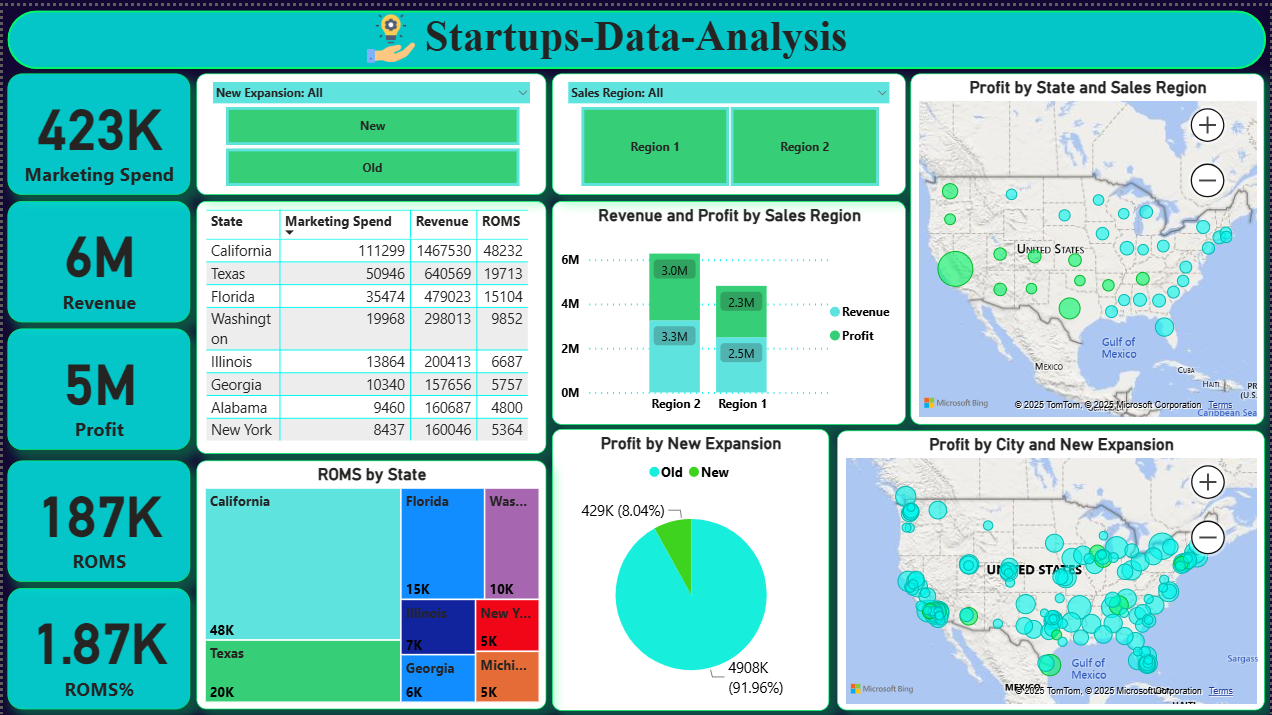 Startups-Data-Analysis
423K
Marketing Spend
6M
Revenue
5M
Profit
187K
ROMS
1.87K
ROMS%
New Expansion: All
New
Old
Sales Region: All
Region 1
Region 2
State Marketing Spend Revenue ROMS
California 111299 1467530 48232
Texas 50946 640569 19713
Florida 35474 479023 15104
Washingt
on 19968 298013 9852
Illinois 13864 200413 6687
Georgia 10340 157656 5757
Alabama 9460 160687 4800
New York 8437 160046 5364
ROMS by State
California
48K
Texas
20K
Florida
15K
Was...
10K
Illinois
7K
Georgia
6K
New Y...
5K
Michi...
5K
Revenue and Profit by Sales Region
6M
4M
2M
0M
3.0M
3.3M
2.3M
2.5M
Region 2 Region 1
Revenue
Profit
Profit by New Expansion
Old New
429K (8.04%)
4908K
(91.96%)
Profit by State and Sales Region
UNITED STATES
Gulf of
Mexico
MEXICO
CUBA
HAITI
PR
(U.S.
Caribbean Sea
Microsoft Bing
© 2025 TomTom, © 2025 Microsoft Corporation Terms
Profit by City and New Expansion
UNITED STATES
Gulf of
Mexico
MEXICO
Sargass
Microsoft Bing
© 2025 TomTom, © 2025 Microsoft Corporation Terms